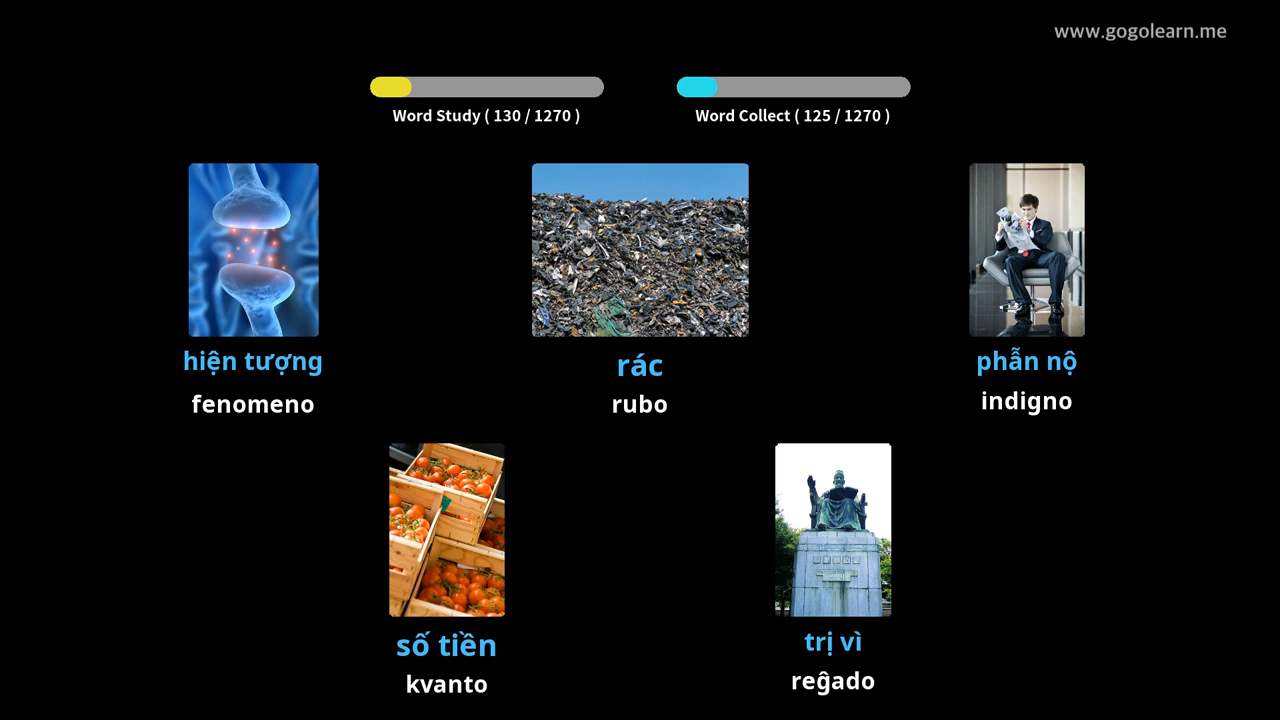 www.gogolearn.me
Word Study ( 130 / 1270 )
Word Collect ( 125 / 1270 )
hiện tượng
fenomeno
rác
rubo
phẫn nộ
indigno
số tiền
kvanto
trị vì
reĝado